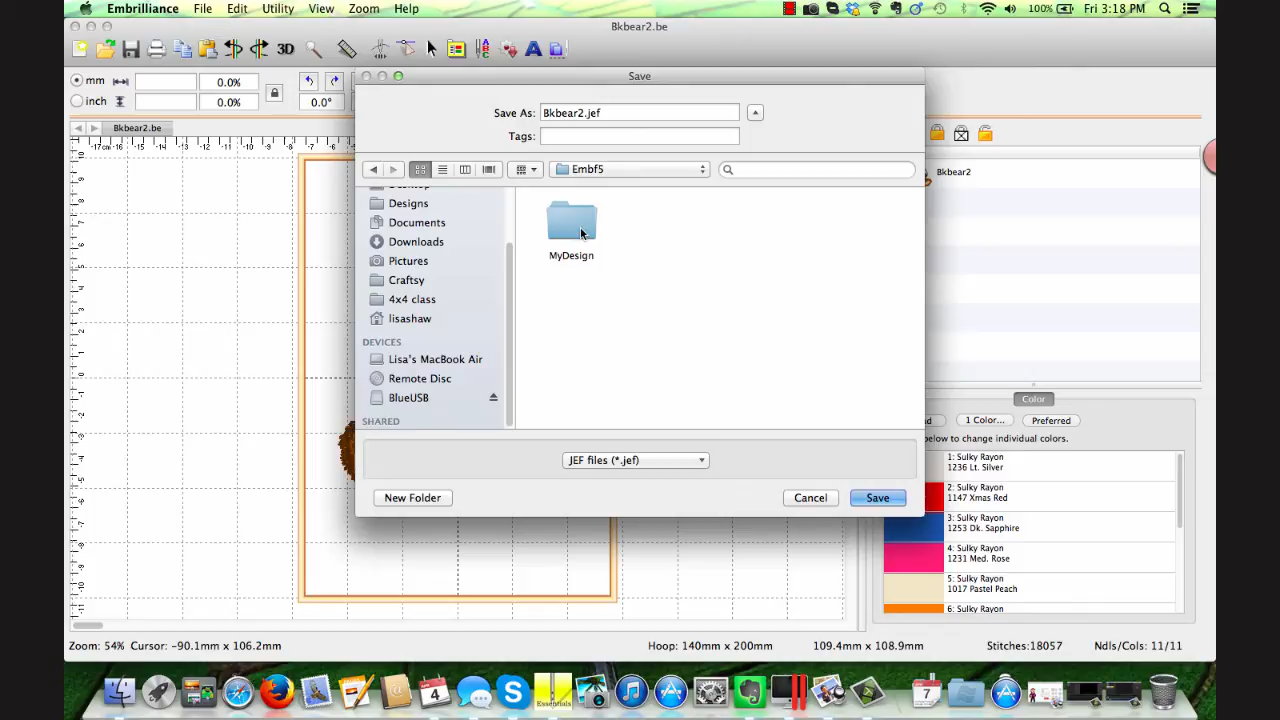 Embrilliance File Edit Utility View Zoom Help 100% Fri 3:18 PM
Bkbear2.be
3D
mm 0.0%
inch 0.0% 0.0°
Save
Save As: Bkbear2.jef
Tags:
Embf5
Bkbear2.be
Bkbear2
Designs
Documents
Downloads
Pictures
Craftsy
4x4 class
lisashaw
DEVICES
Lisa's MacBook Air
Remote Disc
BlueUSB
SHARED
MyDesign
JEF files (*.jef)
New Folder Cancel Save
Color
1 Color... Preferred
below to change individual colors.
1: Sulky Rayon
1236 Lt. Silver
2: Sulky Rayon
1147 Xmas Red
3: Sulky Rayon
1253 Dk. Sapphire
4: Sulky Rayon
1231 Med. Rose
5: Sulky Rayon
1017 Pastel Peach
6: Sulky Rayon
Zoom: 54% Cursor: -90.1mm x 106.2mm Hoop: 140mm x 200mm 109.4mm x 108.9mm Stitches:18057 Ndls/Cols: 11/11
Essentials